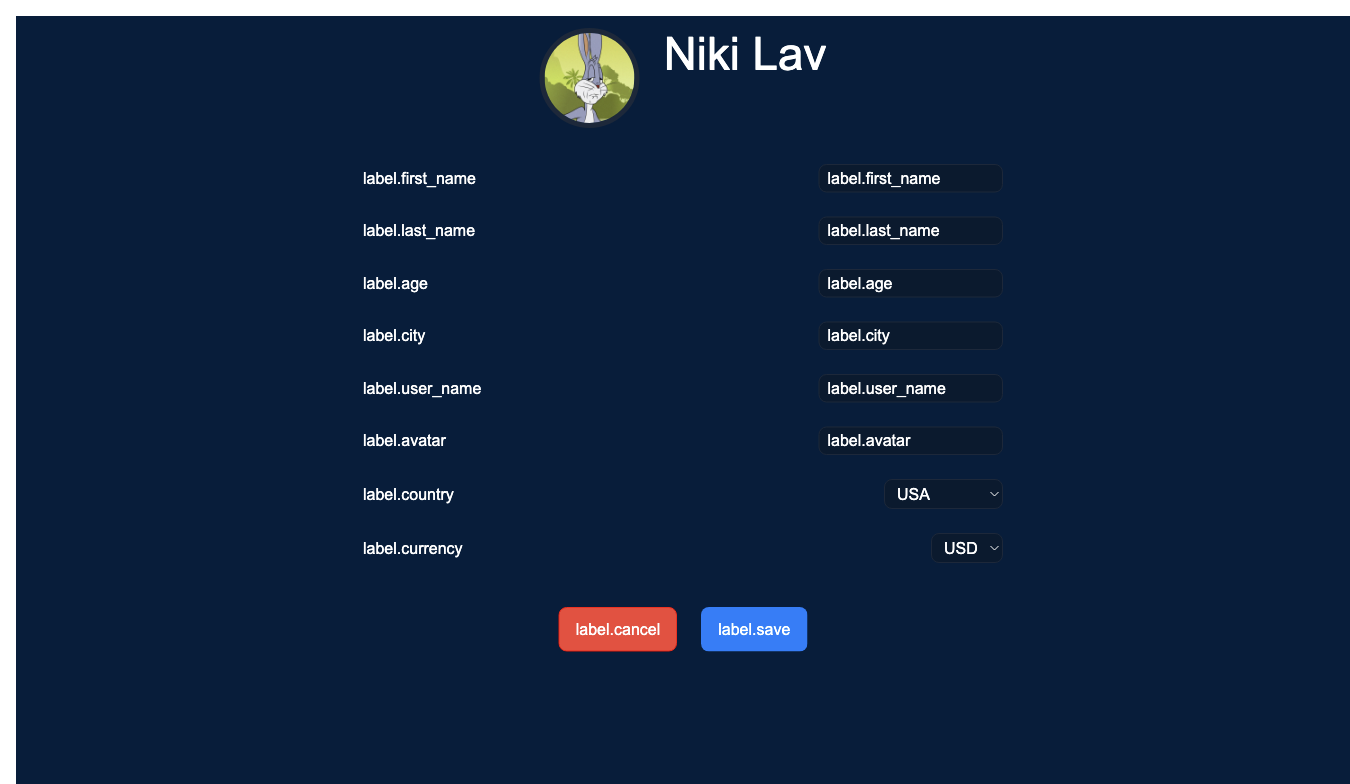 Niki Lav
label.first_name label.first_name
label.last_name label.last_name
label.age label.age
label.city label.city
label.user_name label.user_name
label.avatar label.avatar
label.country USA
label.currency USD
label.cancel label.save